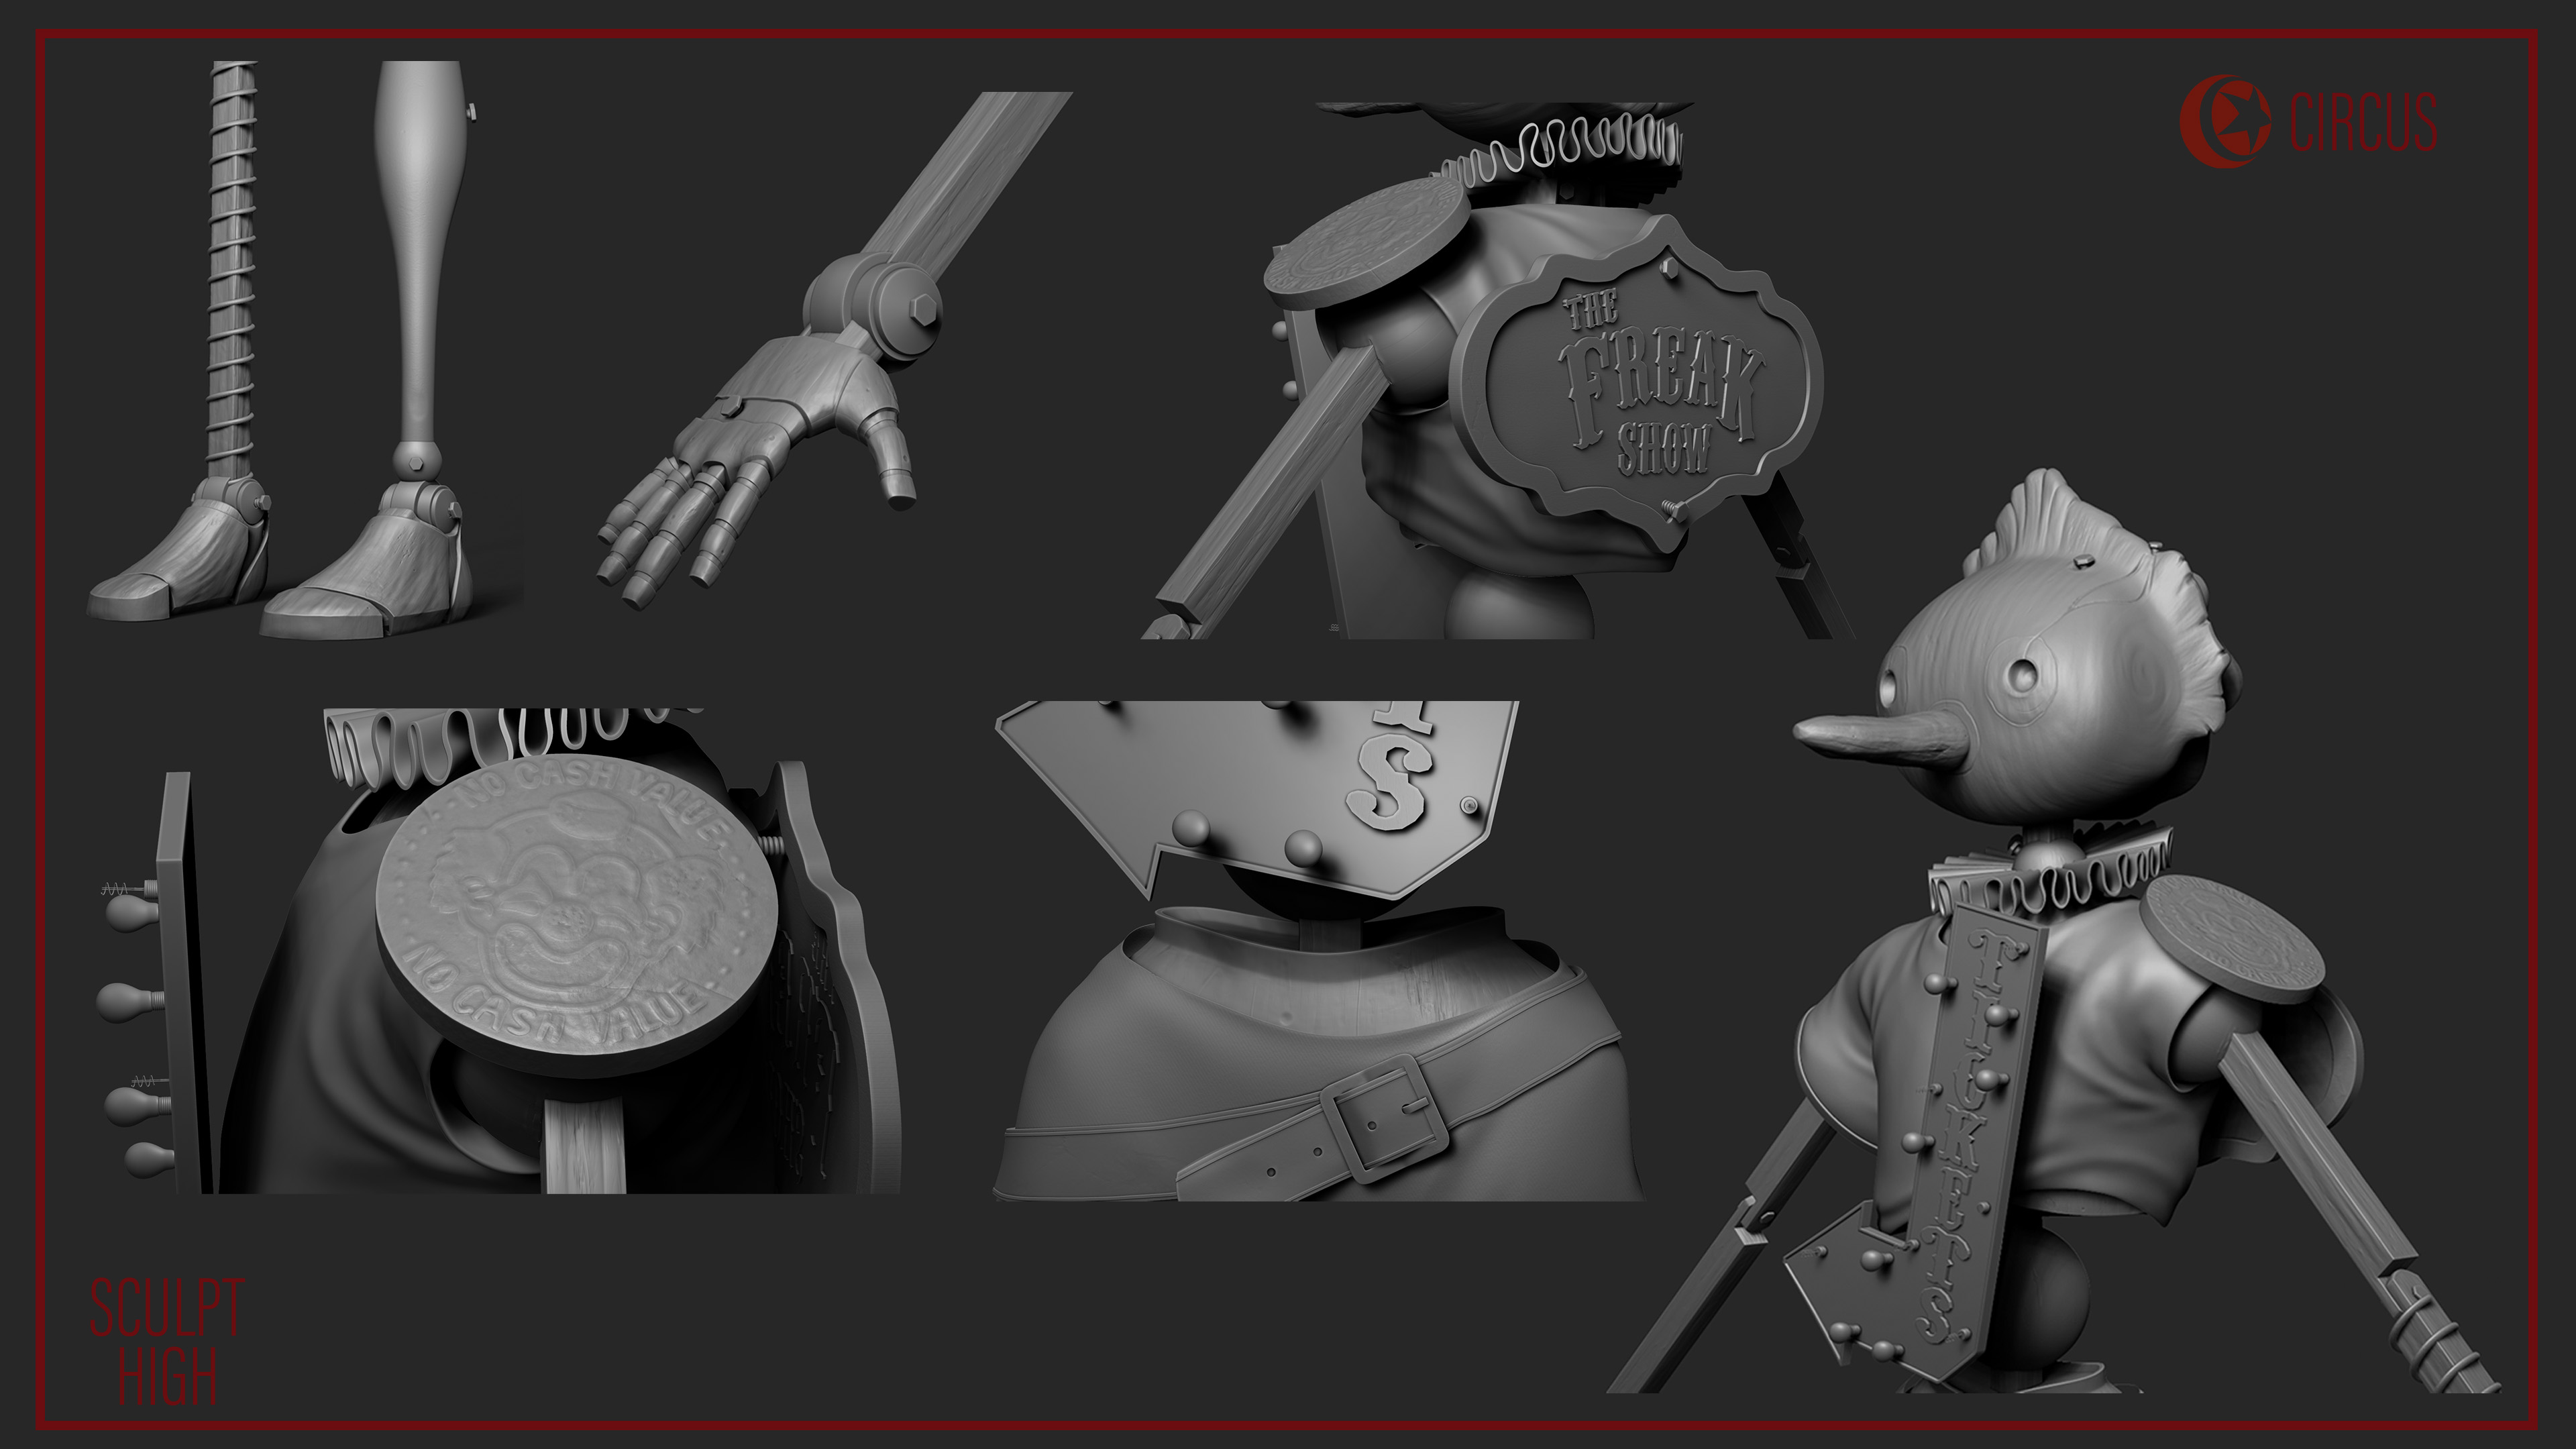 CIRCUS
THE
FREAK
SHOW
NO CASH VALUE
NO CASH VALUE
S
TICKETS
SCULPT
HIGH